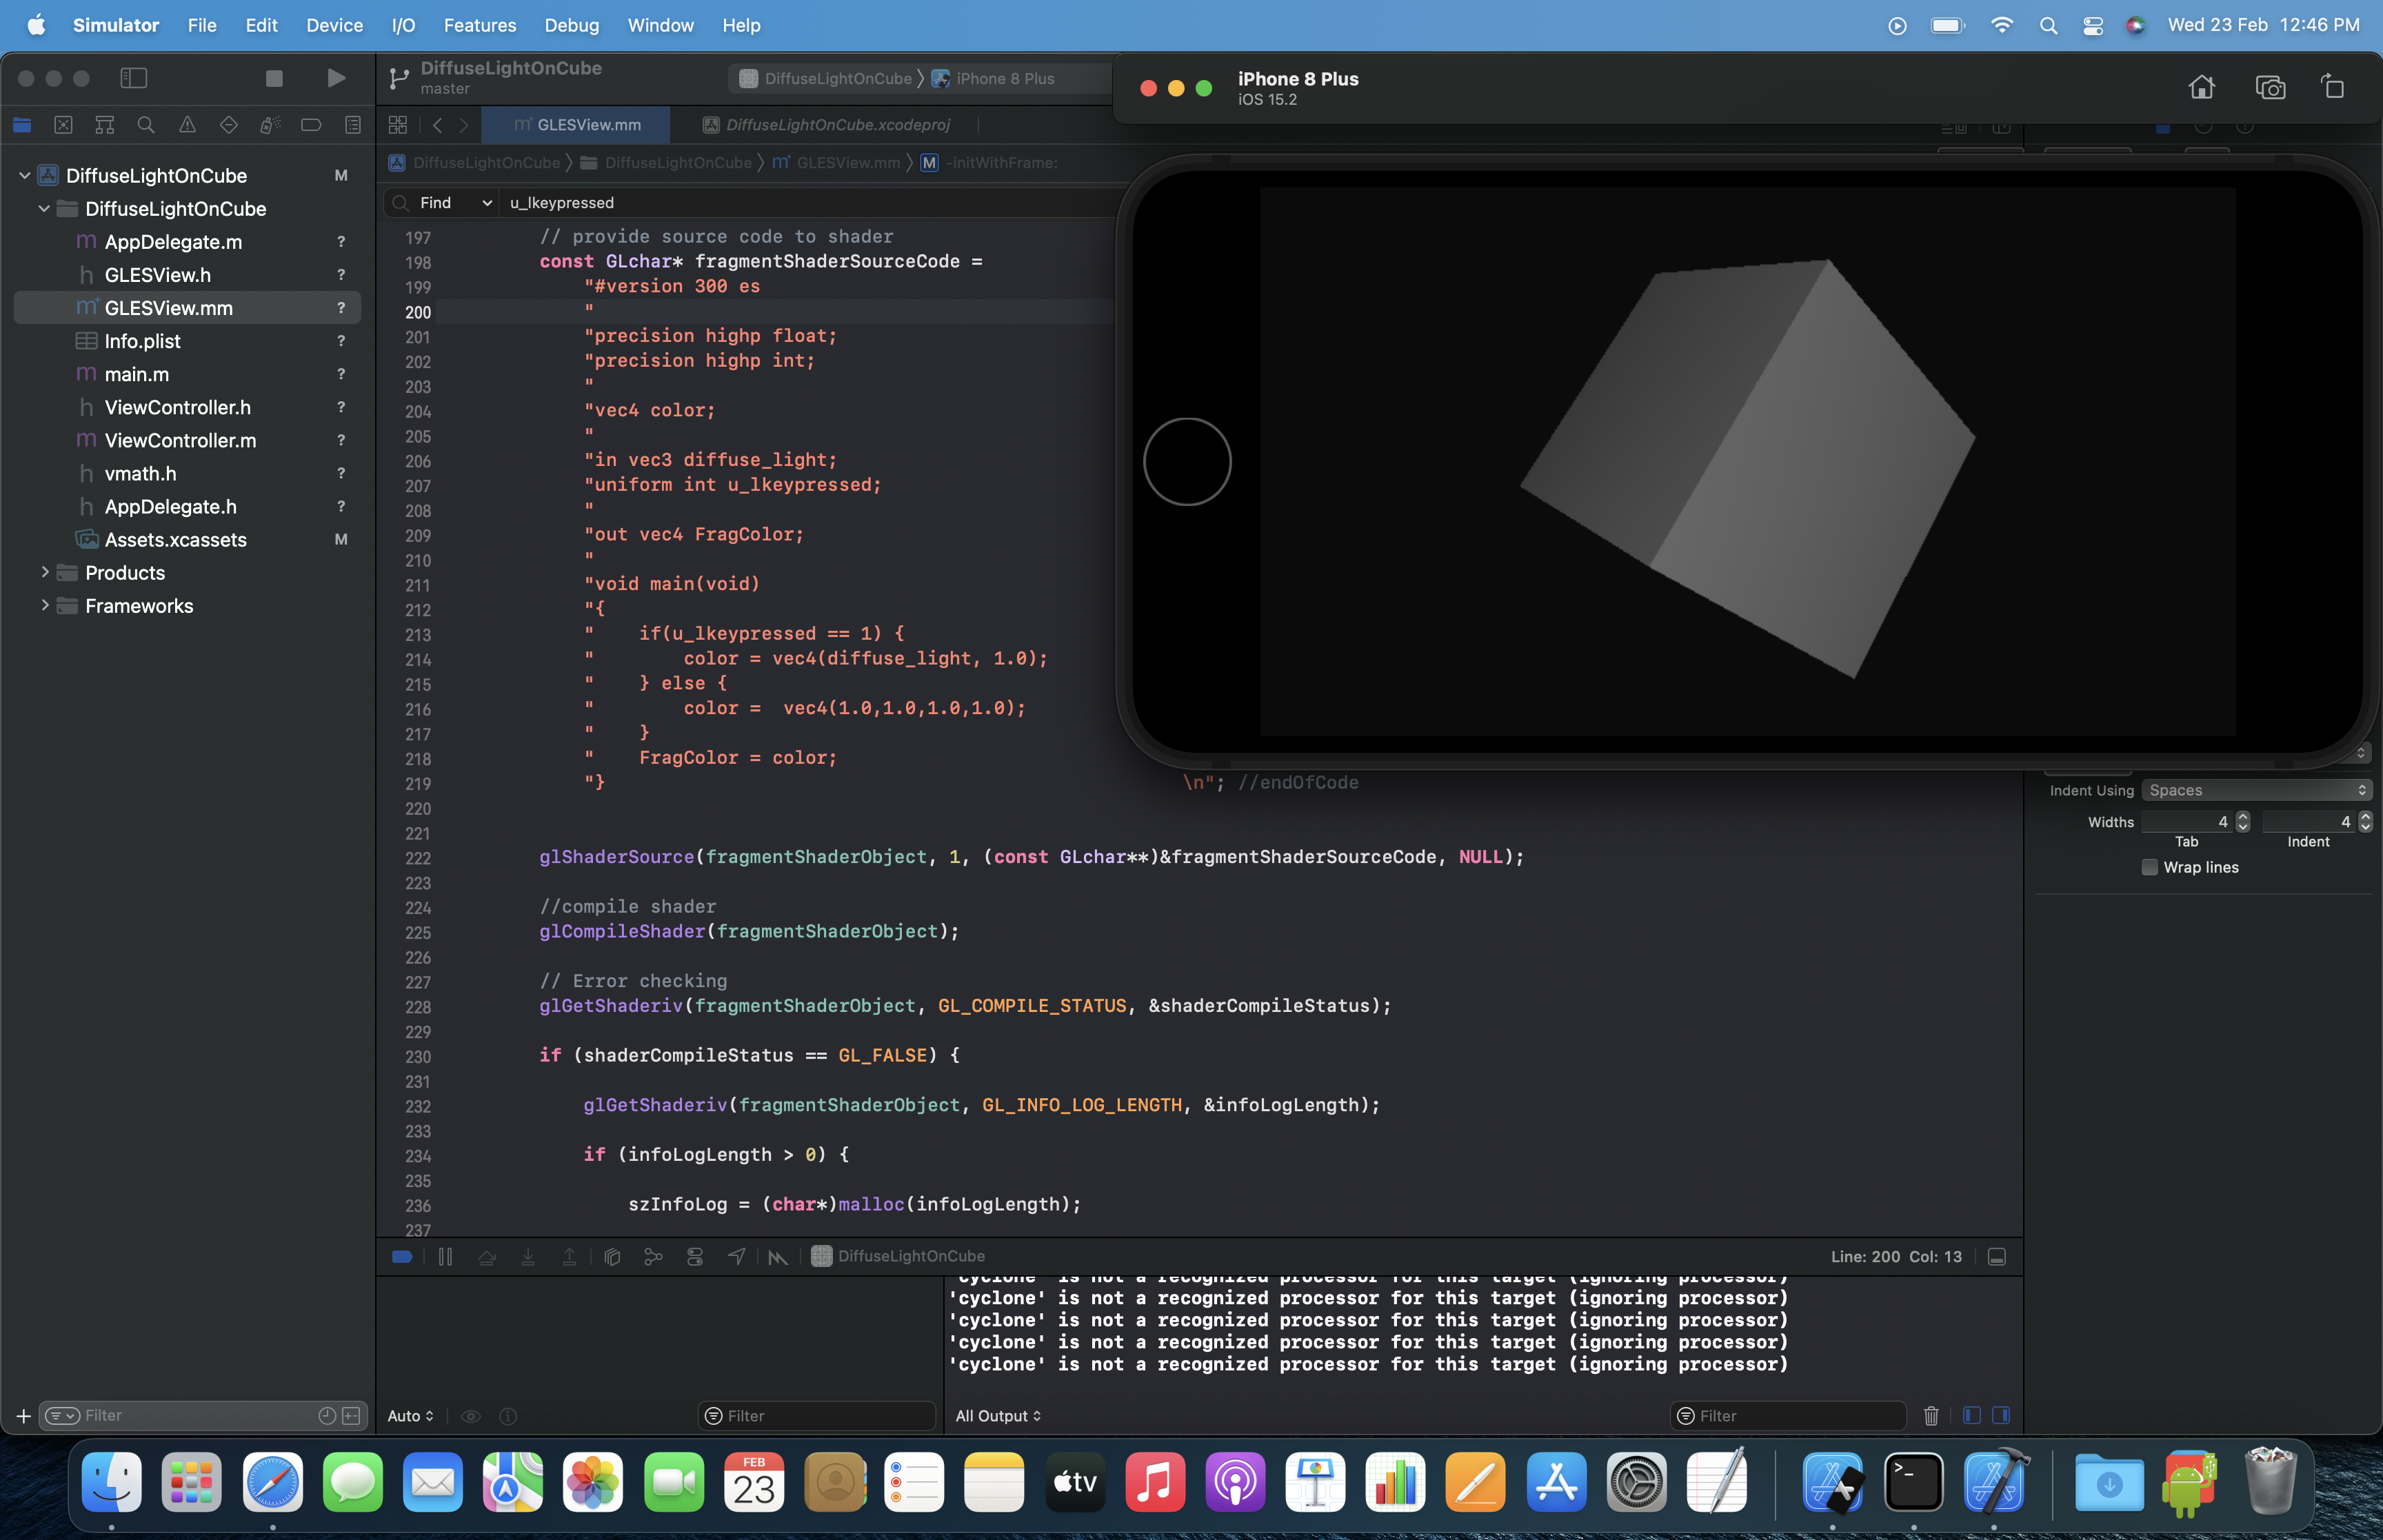 Simulator File Edit Device I/O Features Debug Window Help Wed 23 Feb 12:46 PM
DiffuseLightOnCube
master
DiffuseLightOnCube iPhone 8 Plus
iPhone 8 Plus
iOS 15.2
GLESView.mm DiffuseLightOnCube.xcodeproj
DiffuseLightOnCube DiffuseLightOnCube GLESView.mm M -initWithFrame:
Find u_lkeypressed
DiffuseLightOnCube M
DiffuseLightOnCube
AppDelegate.m ?
GLESView.h ?
GLESView.mm ?
Info.plist ?
main.m ?
ViewController.h ?
ViewController.m ?
vmath.h ?
AppDelegate.h ?
Assets.xcassets M
Products
Frameworks
197 // provide source code to shader
198 const GLchar* fragmentShaderSourceCode =
199 "#version 300 es
200 "
201 "precision highp float;
202 "precision highp int;
203 "
204 "vec4 color;
205 "
206 "in vec3 diffuse_light;
207 "uniform int u_lkeypressed;
208 "
209 "out vec4 FragColor;
210 "
211 "void main(void)
212 "{
213 " if(u_lkeypressed == 1) {
214 " color = vec4(diffuse_light, 1.0);
215 " } else {
216 " color = vec4(1.0,1.0,1.0,1.0);
217 " }
218 " FragColor = color;
219 "} \n"; //endOfCode
220
221
222 glShaderSource(fragmentShaderObject, 1, (const GLchar**)&fragmentShaderSourceCode, NULL);
223
224 //compile shader
225 glCompileShader(fragmentShaderObject);
226
227 // Error checking
228 glGetShaderiv(fragmentShaderObject, GL_COMPILE_STATUS, &shaderCompileStatus);
229
230 if (shaderCompileStatus == GL_FALSE) {
231
232 glGetShaderiv(fragmentShaderObject, GL_INFO_LOG_LENGTH, &infoLogLength);
233
234 if (infoLogLength > 0) {
235
236 szInfoLog = (char*)malloc(infoLogLength);
237
Indent Using Spaces
Widths 4 4
Tab Indent
Wrap lines
DiffuseLightOnCube Line: 200 Col: 13
'cyclone' is not a recognized processor for this target (ignoring processor)
'cyclone' is not a recognized processor for this target (ignoring processor)
'cyclone' is not a recognized processor for this target (ignoring processor)
'cyclone' is not a recognized processor for this target (ignoring processor)
'cyclone' is not a recognized processor for this target (ignoring processor)
Filter Auto Filter All Output Filter
FEB
23
tv
>_